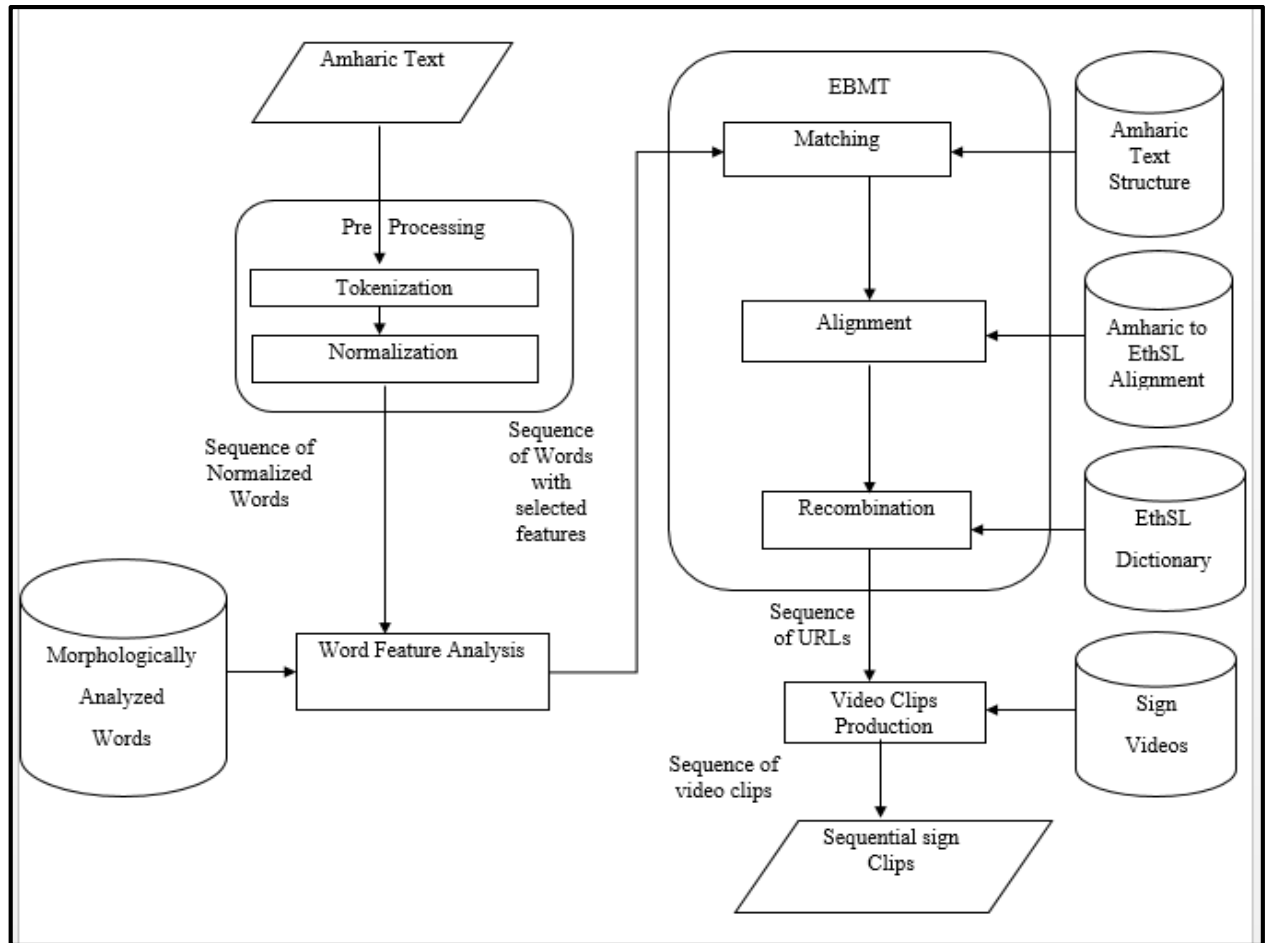 Amharic Text
Pre Processing
Tokenization
Normalization
Sequence of
Normalized
Words
Sequence
of Words
with
selected
features
Morphologically
Analyzed
Words
Word Feature Analysis
EBMT
Matching
Amharic
Text
Structure
Alignment
Amharic to
EthSL
Alignment
Recombination
EthSL
Dictionary
Sequence
of URLs
Video Clips
Production
Sign
Videos
Sequence of
video clips
Sequential sign
Clips